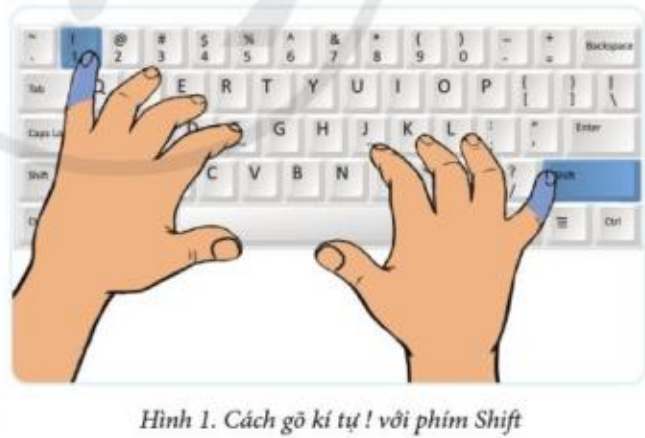 ~ ! @ # $ % ^ & * ( ) - + Backspace
. 1 2 3 4 5 6 7 8 9 0 =
Tab Q E R T Y U I O P { } |
[ ] \
Caps Lo D G H J K L : " Enter
; ,
Shift C V B N ? Shift
/
Ctrl
Hình 1. Cách gõ kí tự ! với phím Shift